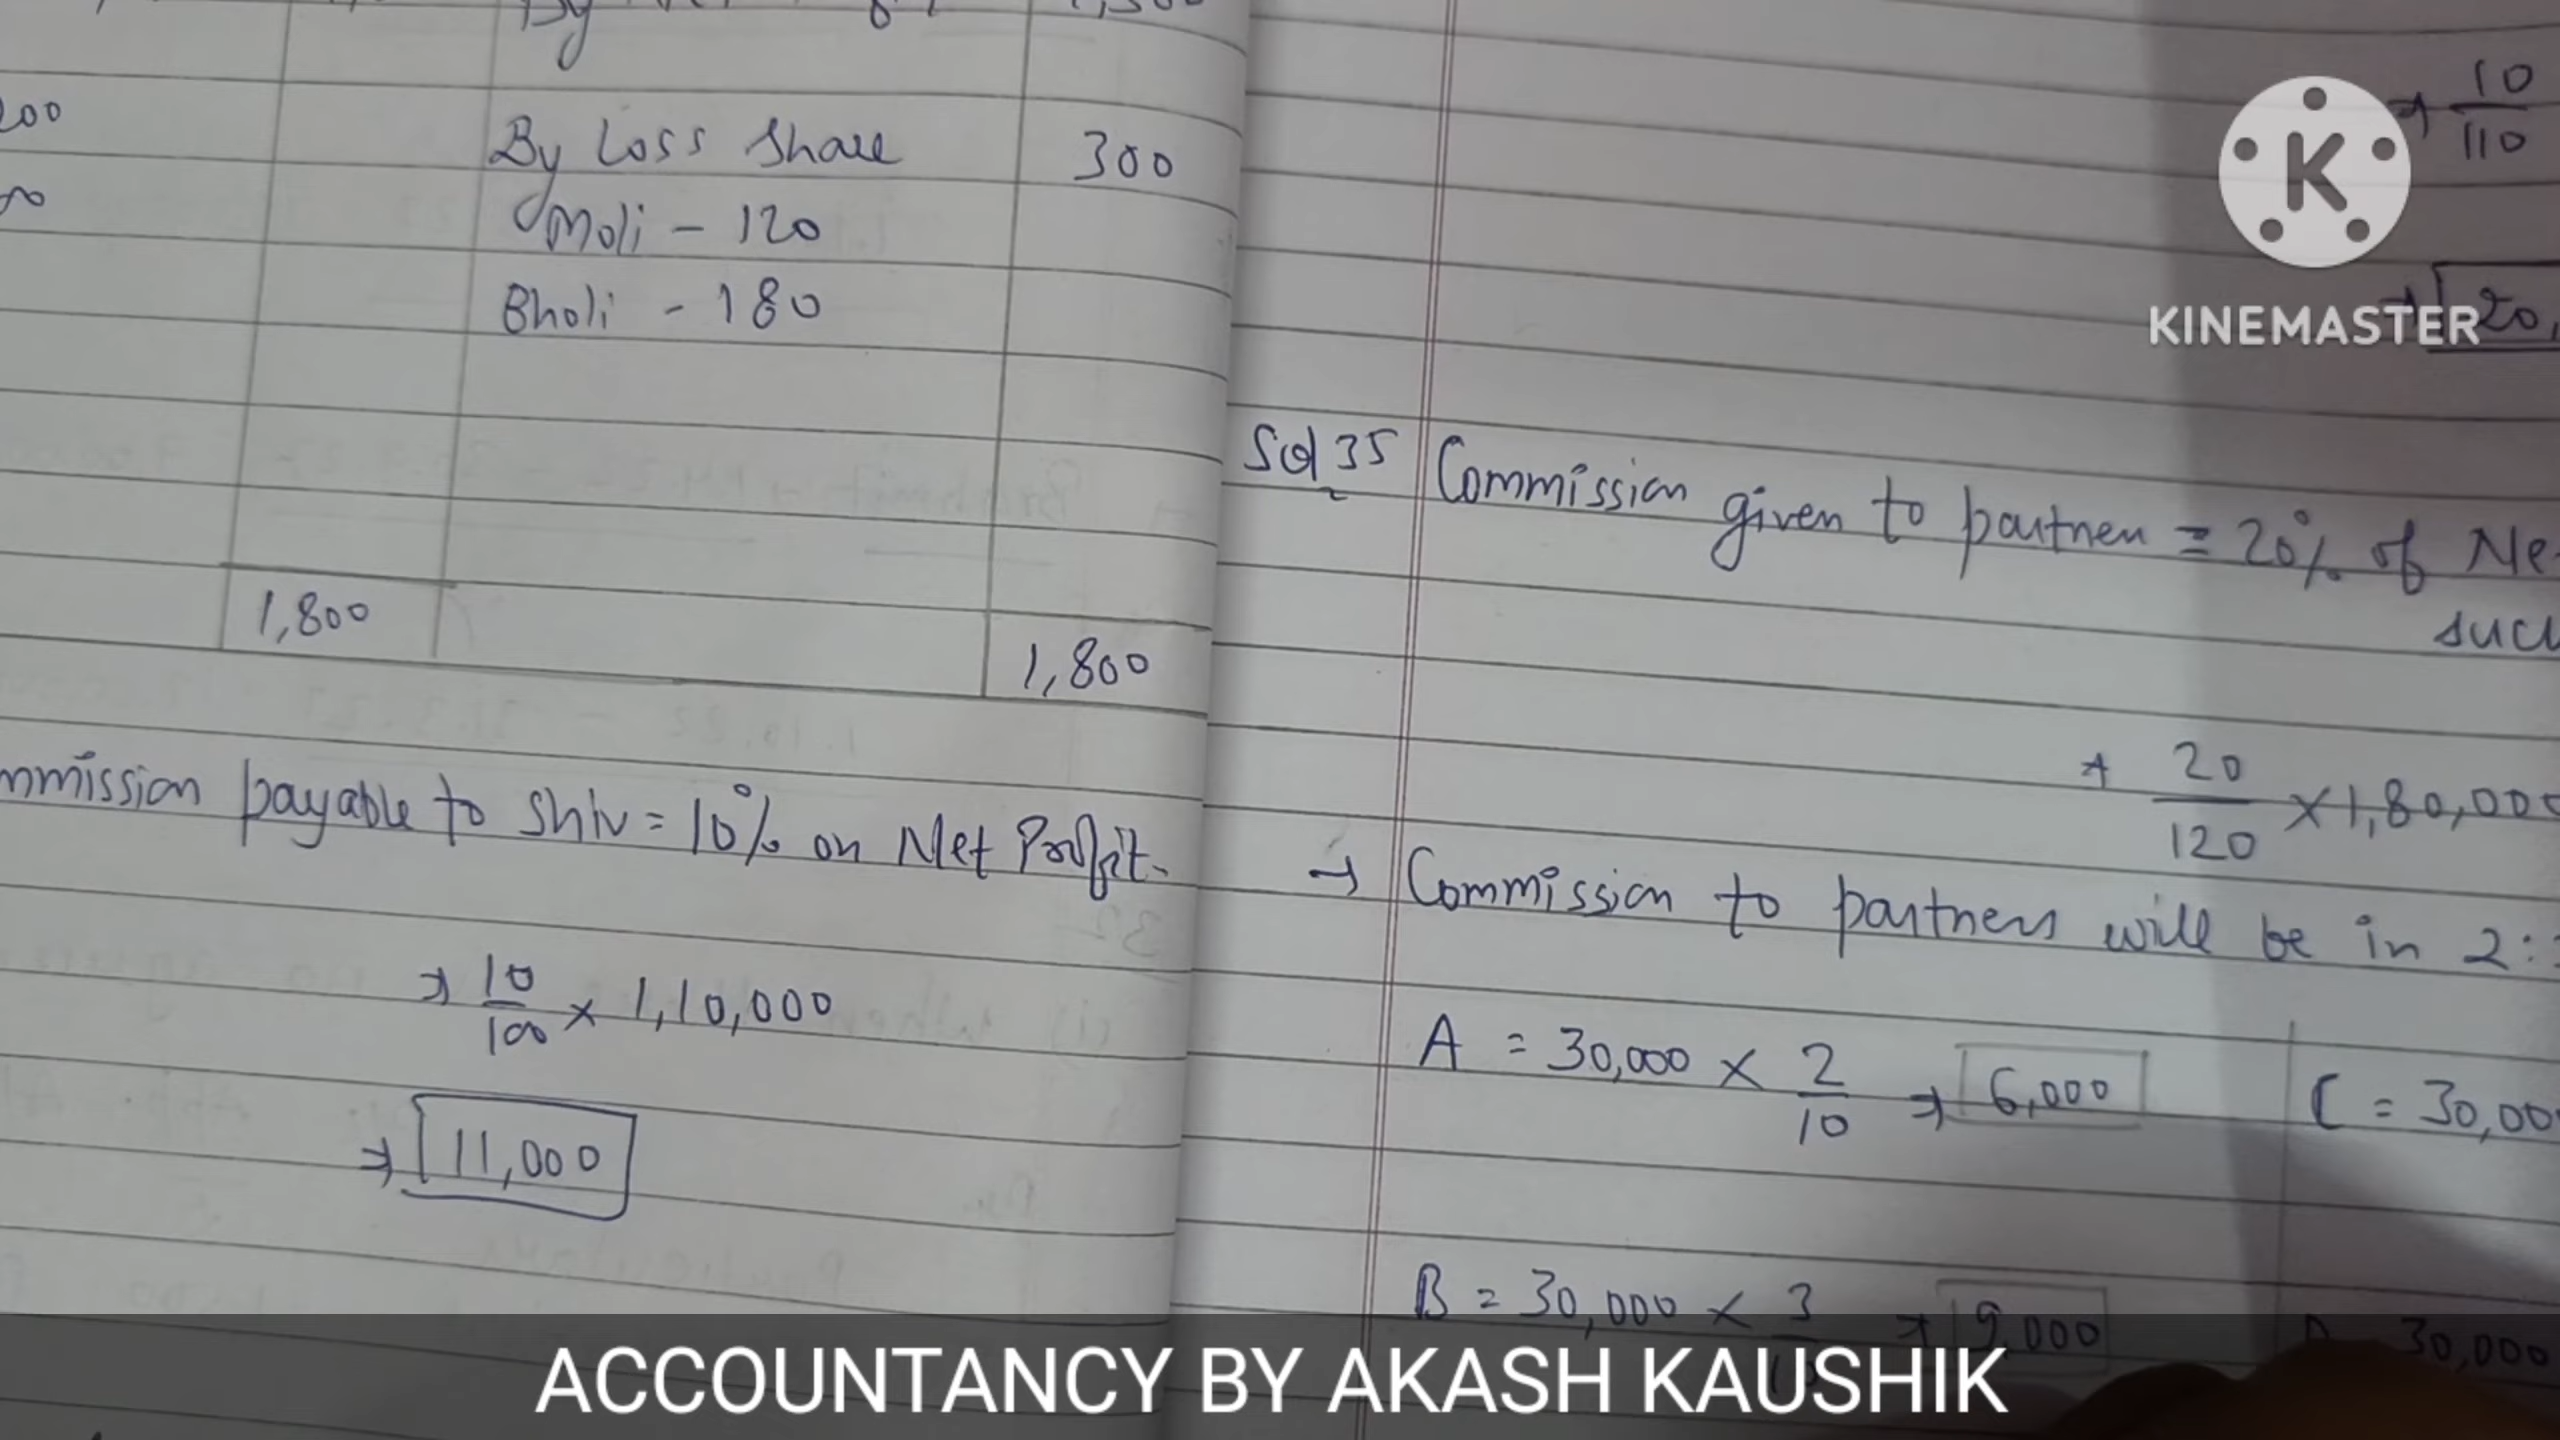 200
By Loss Share 300
Moli - 120
Bholi - 180
1,800
1,800
payable to Shiv = 10% on Net Profit.
⇒ 10/100 × 1,10,000
⇒ 11,000
10/110
20,
KINEMASTER
Sol 35 Commission given to partner = 20% of
20/120 × 1,80,000
→ Commission to partners will be in 2:
A = 30,000 × 2/10 ⇒ 6,000
C = 30,00
B = 30,000 × 3/10 ⇒ 9,000
30,000
ACCOUNTANCY BY AKASH KAUSHIK